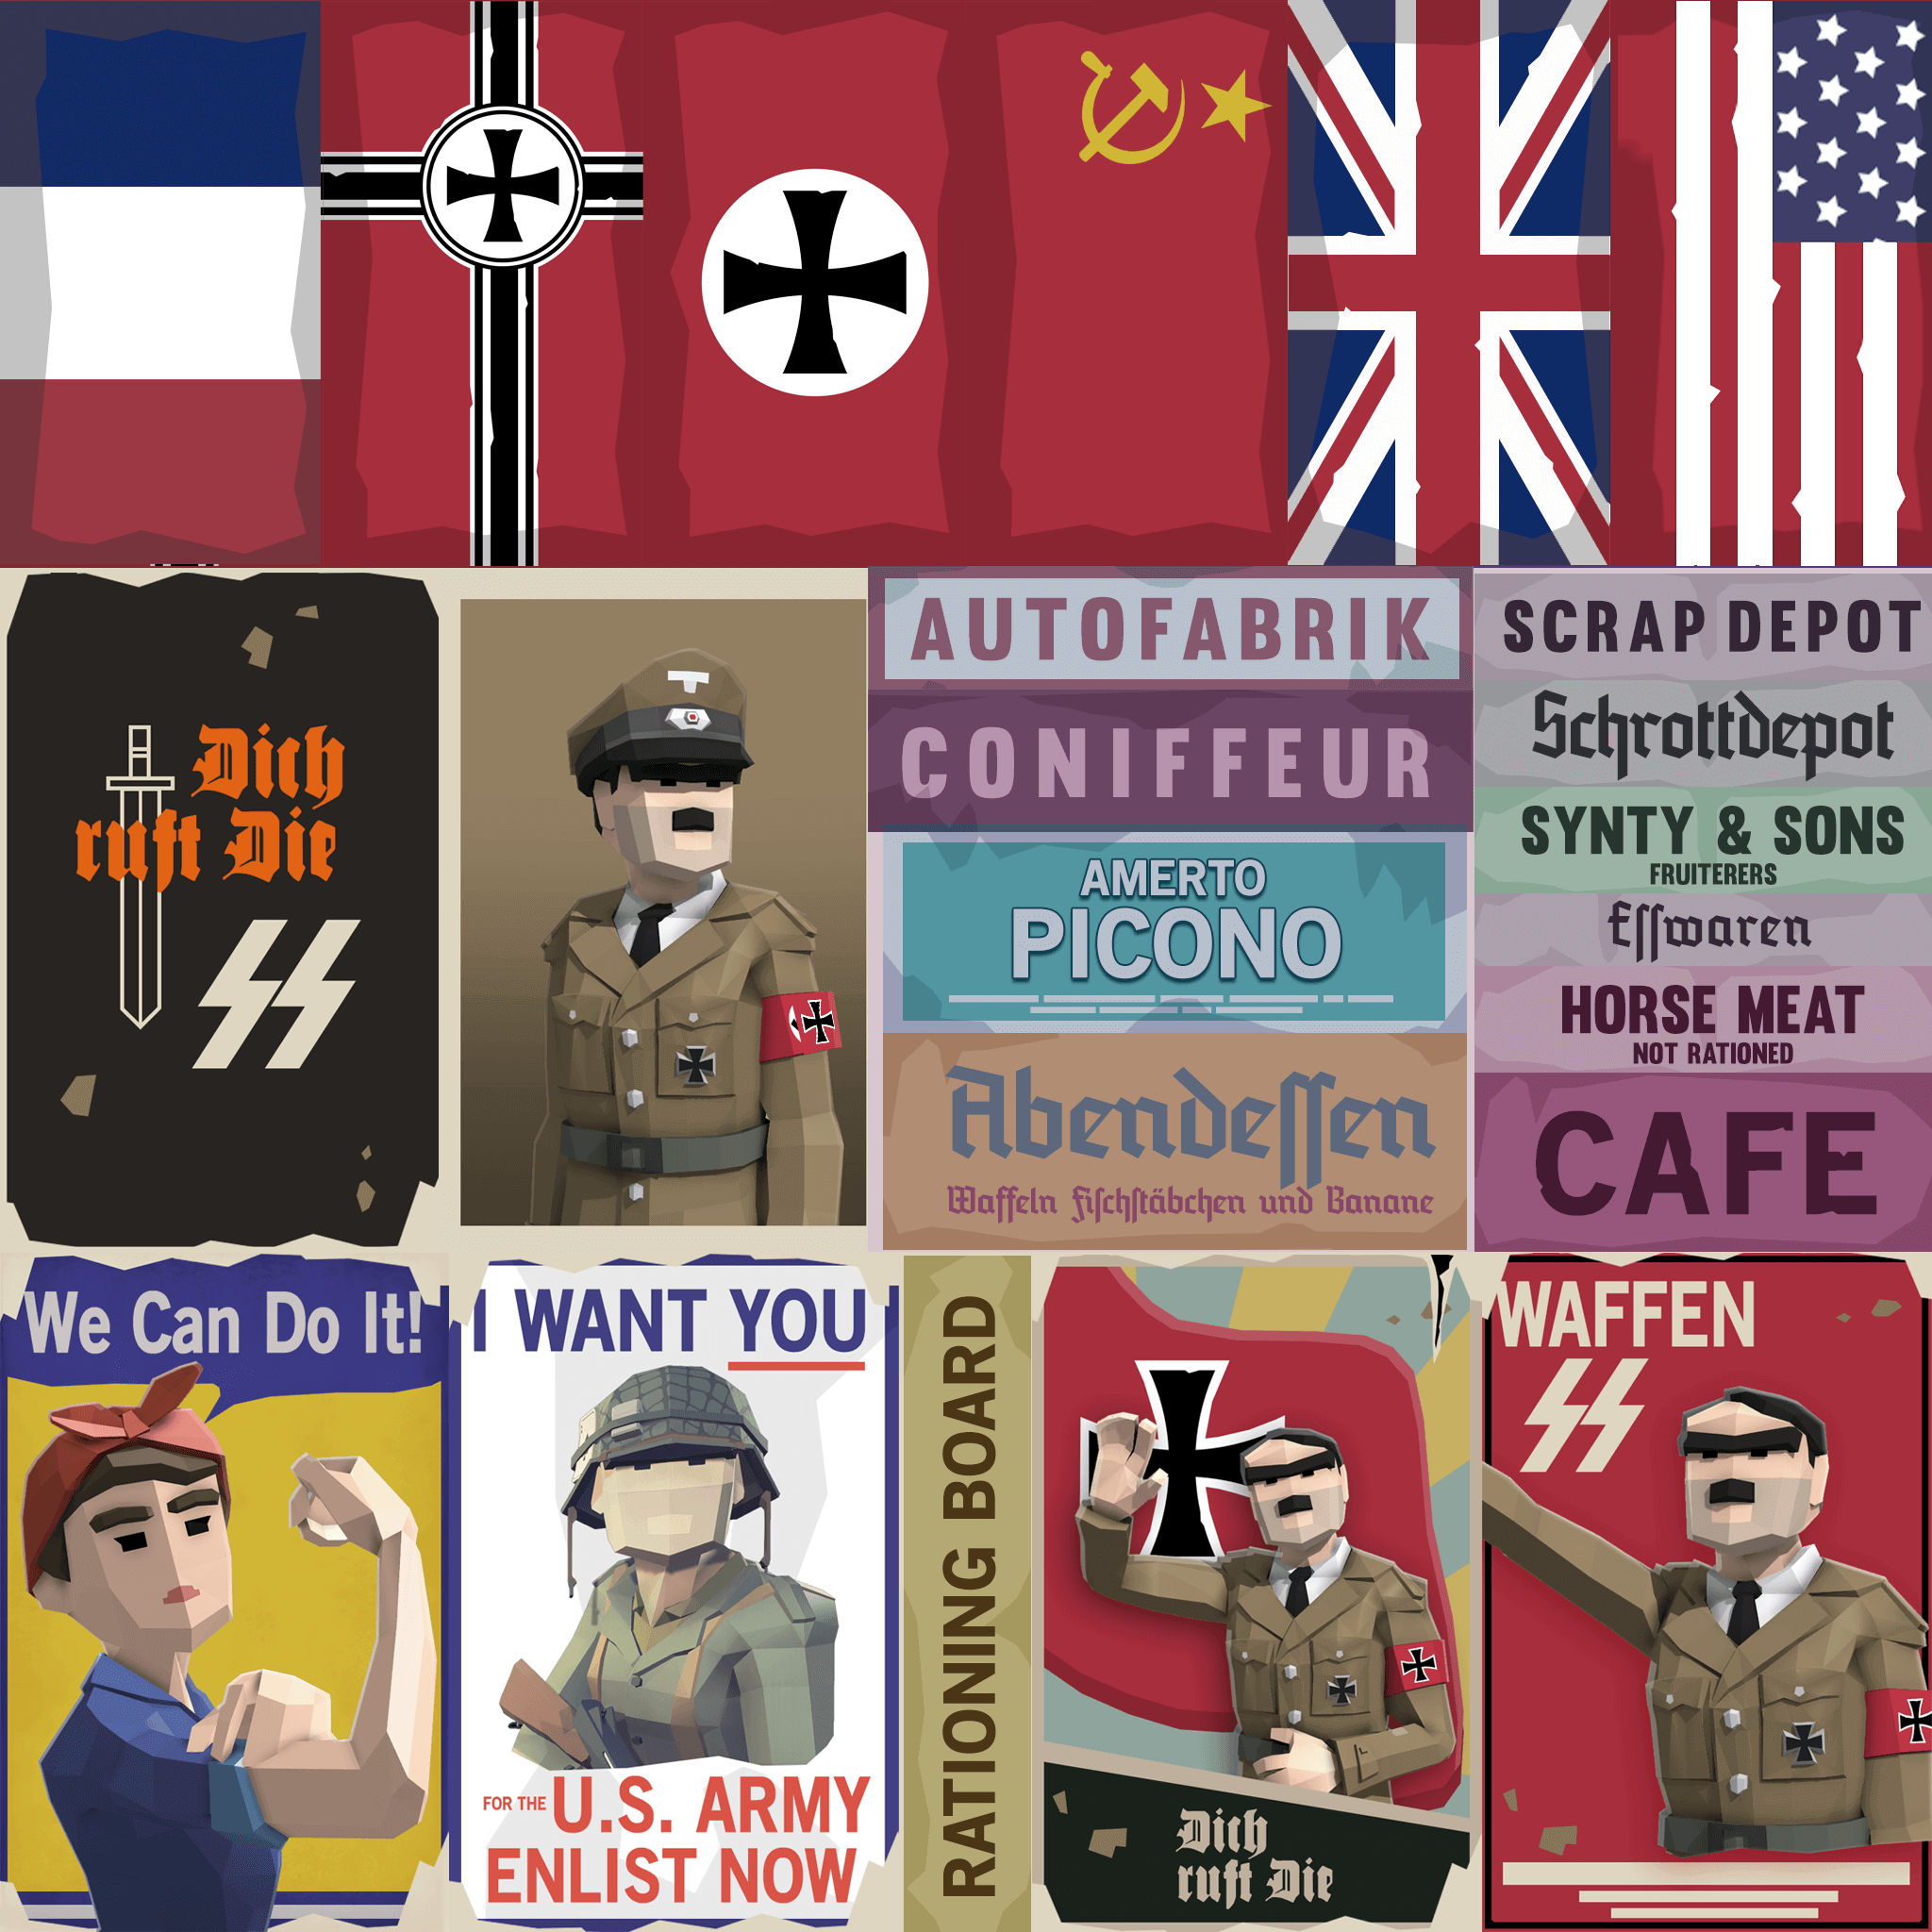 Dich
ruft Die
SS
AUTOFABRIK
CONIFFEUR
AMERTO
PICONO
Abendeſſen
Waffeln Fiſchſtäbchen und Banane
SCRAP DEPOT
Schrottdepot
SYNTY & SONS
FRUITERERS
Eſſwaren
HORSE MEAT
NOT RATIONED
CAFE
We Can Do It!
I WANT YOU
FOR THE U.S. ARMY
ENLIST NOW
RATIONING BOARD
Dich
ruft Die
WAFFEN
SS